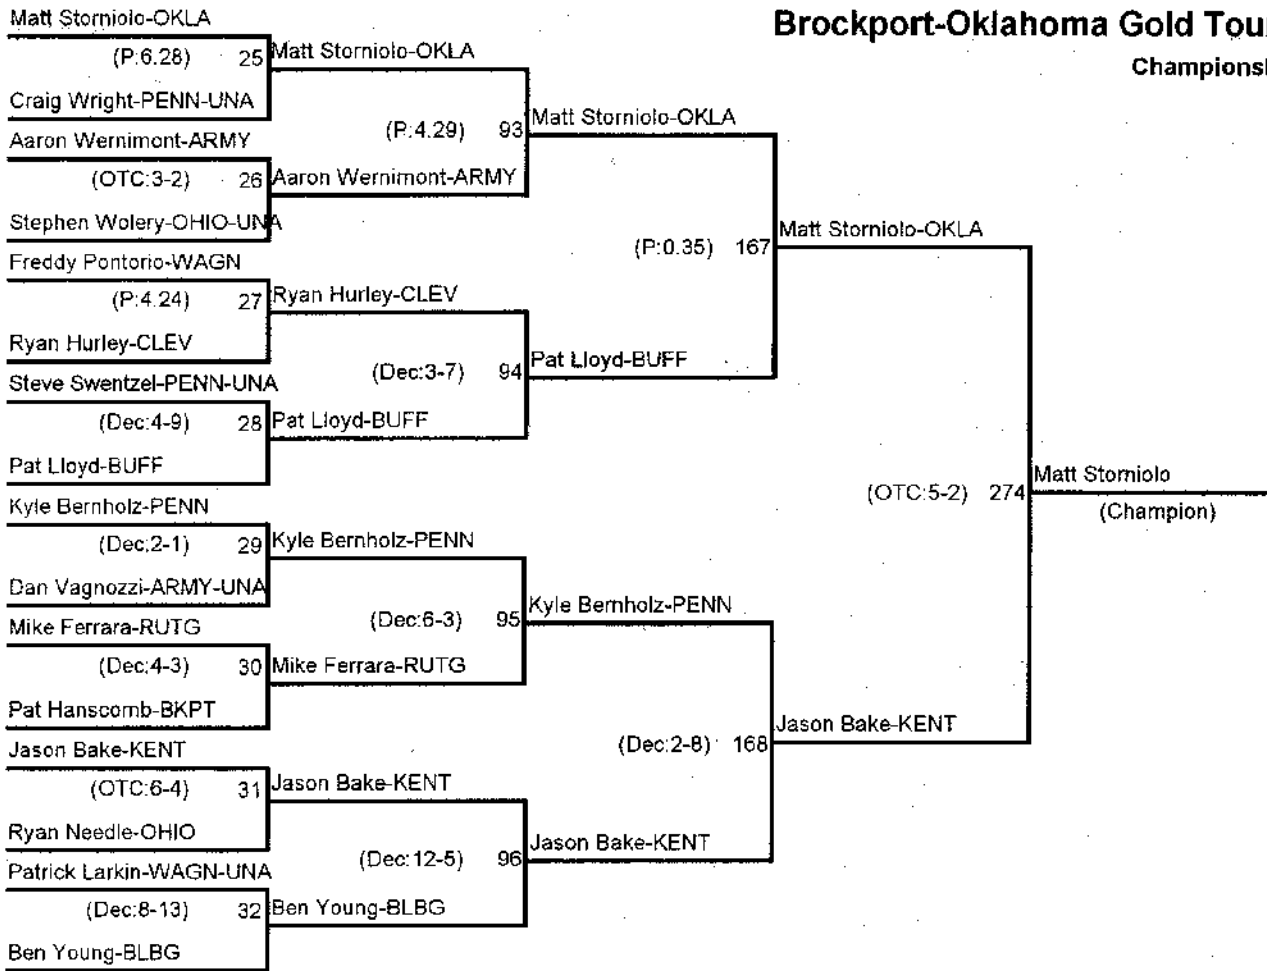 Brockport-Oklahoma Gold Tour
Championsl
Matt Storniolo-OKLA
(P:6.28) 25
Craig Wright-PENN-UNA
Matt Storniolo-OKLA
Aaron Wernimont-ARMY
(OTC:3-2) 26
Stephen Wolery-OHIO-UNA
Aaron Wernimont-ARMY
(P:4.29) 93
Matt Storniolo-OKLA
Freddy Pontorio-WAGN
(P:4.24) 27
Ryan Hurley-CLEV
Ryan Hurley-CLEV
Steve Swentzel-PENN-UNA
(Dec:4-9) 28
Pat Lloyd-BUFF
Pat Lloyd-BUFF
(Dec:3-7) 94
Pat Lloyd-BUFF
(P:0.35) 167
Matt Storniolo-OKLA
Kyle Bernholz-PENN
(Dec:2-1) 29
Dan Vagnozzi-ARMY-UNA
Kyle Bernholz-PENN
Mike Ferrara-RUTG
(Dec:4-3) 30
Pat Hanscomb-BKPT
Mike Ferrara-RUTG
(Dec:6-3) 95
Kyle Bernholz-PENN
Jason Bake-KENT
(OTC:6-4) 31
Ryan Needle-OHIO
Jason Bake-KENT
Patrick Larkin-WAGN-UNA
(Dec:8-13) 32
Ben Young-BLBG
Ben Young-BLBG
(Dec:12-5) 96
Jason Bake-KENT
(Dec:2-8) 168
Jason Bake-KENT
(OTC:5-2) 274
Matt Storniolo
(Champion)